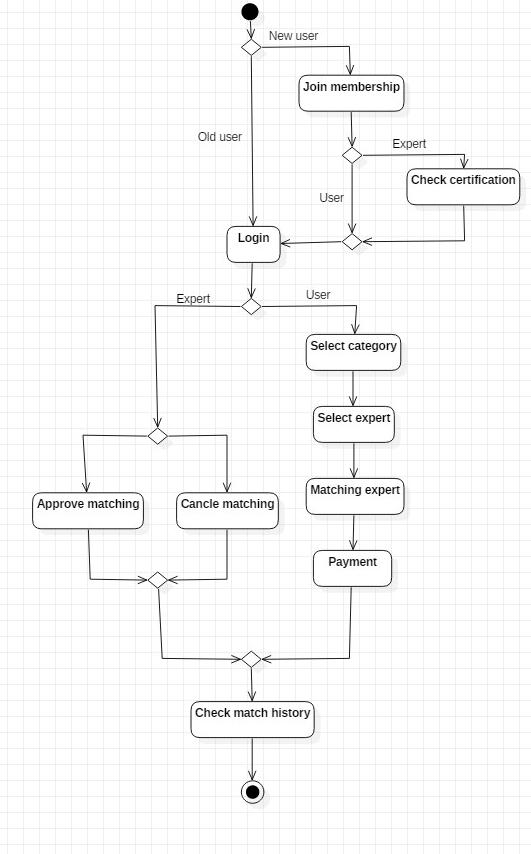 New user
Join membership
Old user
Expert
Check certification
User
Login
Expert
User
Select category
Select expert
Matching expert
Approve matching
Cancle matching
Payment
Check match history